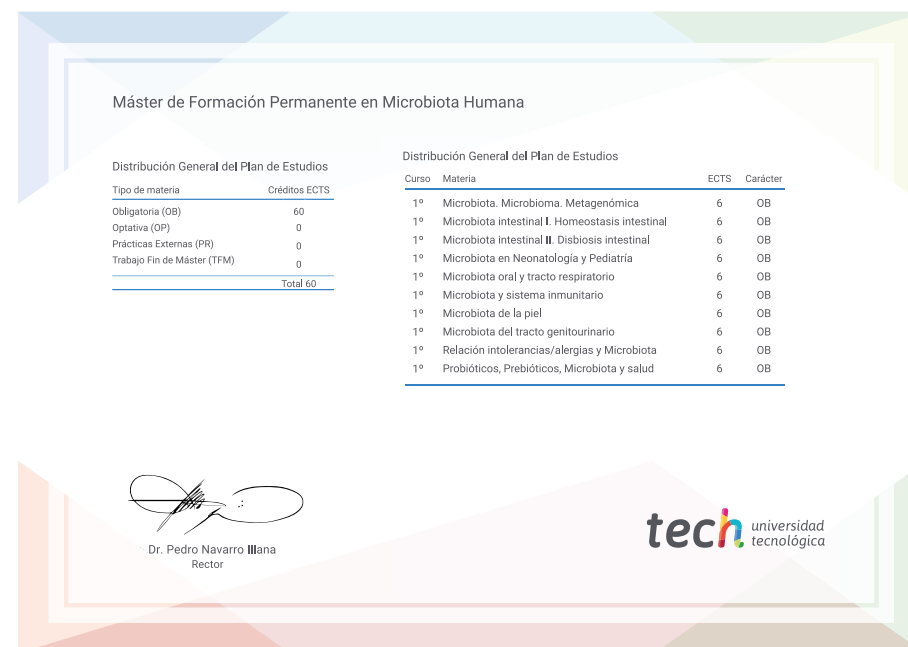 Máster de Formación Permanente en Microbiota Humana
Distribución General del Plan de Estudios
Tipo de materia Créditos ECTS
Obligatoria (OB) 60
Optativa (OP) 0
Prácticas Externas (PR) 0
Trabajo Fin de Máster (TFM) 0
Total 60
Distribución General del Plan de Estudios
Curso Materia ECTS Carácter
1º Microbiota. Microbioma. Metagenómica 6 OB
1º Microbiota intestinal I. Homeostasis intestinal 6 OB
1º Microbiota intestinal II. Disbiosis intestinal 6 OB
1º Microbiota en Neonatología y Pediatría 6 OB
1º Microbiota oral y tracto respiratorio 6 OB
1º Microbiota y sistema inmunitario 6 OB
1º Microbiota de la piel 6 OB
1º Microbiota del tracto genitourinario 6 OB
1º Relación intolerancias/alergias y Microbiota 6 OB
1º Probióticos, Prebióticos, Microbiota y salud 6 OB
Dr. Pedro Navarro Illana
Rector
tech universidad
tecnológica